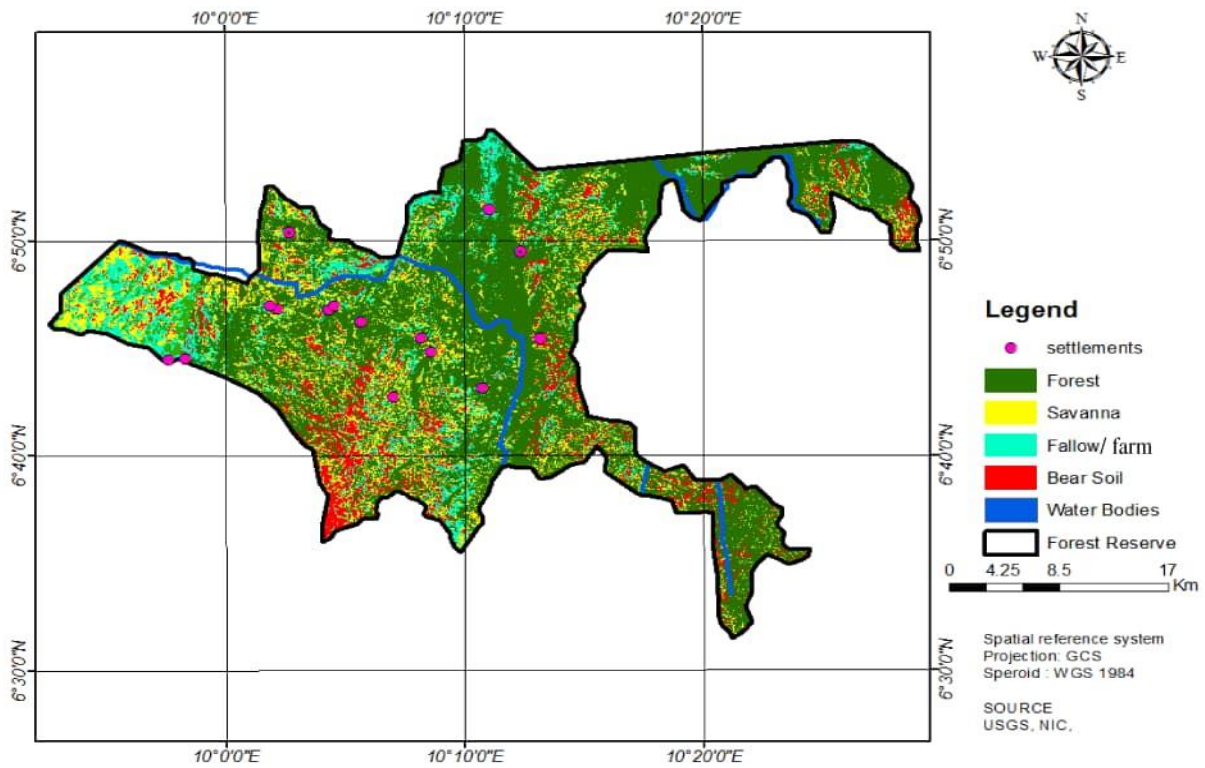 10°0'0"E 10°10'0"E 10°20'0"E
N
W E
S
6°50'0"N 6°50'0"N
6°40'0"N 6°40'0"N
6°30'0"N 6°30'0"N
10°0'0"E 10°10'0"E 10°20'0"E
Legend
settlements
Forest
Savanna
Fallow/ farm
Bear Soil
Water Bodies
Forest Reserve
0 4.25 8.5 17
Km
Spatial reference system
Projection: GCS
Speroid : WGS 1984
SOURCE
USGS, NIC.